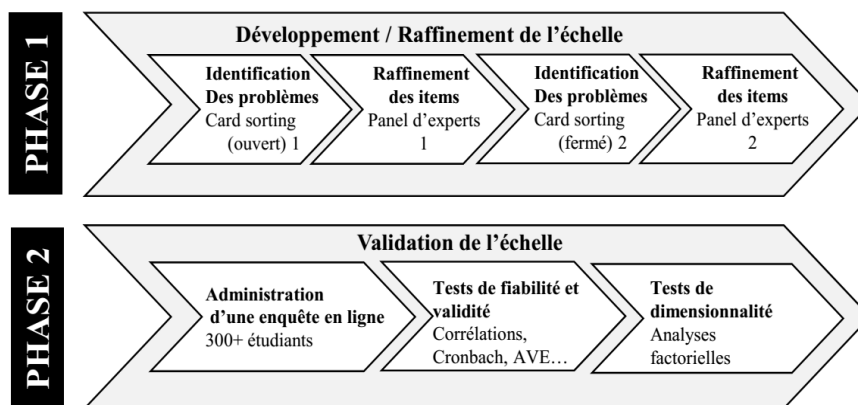 PHASE 1
Développement / Raffinement de l'échelle
Identification
Des problèmes
Card sorting
(ouvert) 1
Raffinement
des items
Panel d'experts
1
Identification
Des problèmes
Card sorting
(fermé) 2
Raffinement
des items
Panel d'experts
2
PHASE 2
Validation de l'échelle
Administration
d'une enquête en ligne
300+ étudiants
Tests de fiabilité et
validité
Corrélations,
Cronbach, AVE…
Tests de
dimensionnalité
Analyses
factorielles